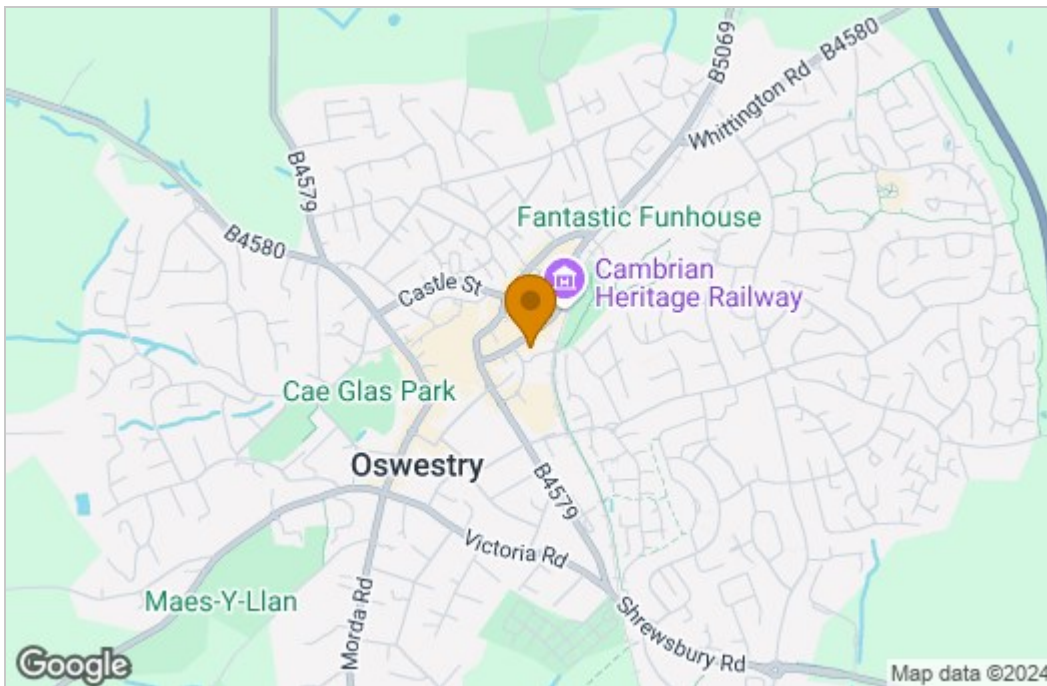 B5069
B4580
Whittington Rd
B4579
Fantastic Funhouse
B4580
Cambrian
Heritage Railway
Castle St
Cae Glas Park
Oswestry
B4579
Victoria Rd
Maes-Y-Llan
Morda Rd
Shrewsbury Rd
Google
Map data ©2024